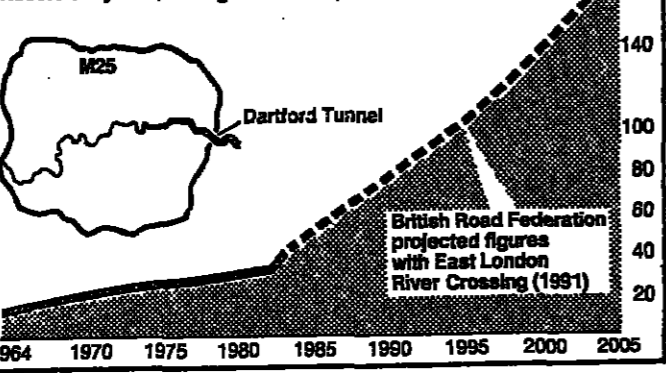 M25
Dartford Tunnel
140
100
80
60
40
20
British Road Federation
projected figures
with East London
River Crossing (1991)
964 1970 1975 1980 1985 1990 1995 2000 2005